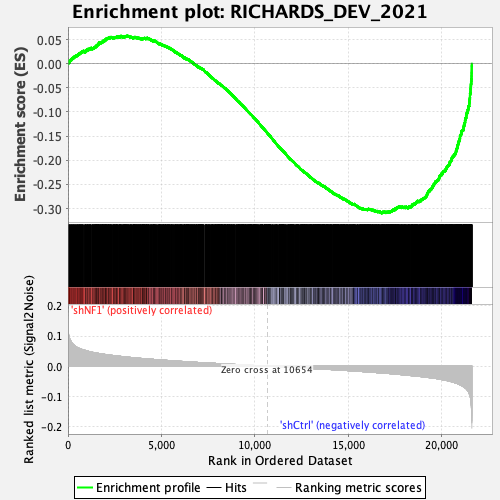 Enrichment plot: RICHARDS_DEV_2021
Enrichment score (ES)
0.05
0.00
-0.05
-0.10
-0.15
-0.20
-0.25
-0.30
Ranked list metric (Signal2Noise)
0.2
0.1
0.0
-0.1
-0.2
'shNF1' (positively correlated)
Zero cross at 10654
'shCtrl' (negatively correlated)
0 5,000 10,000 15,000 20,000
Rank in Ordered Dataset
Enrichment profile Hits Ranking metric scores